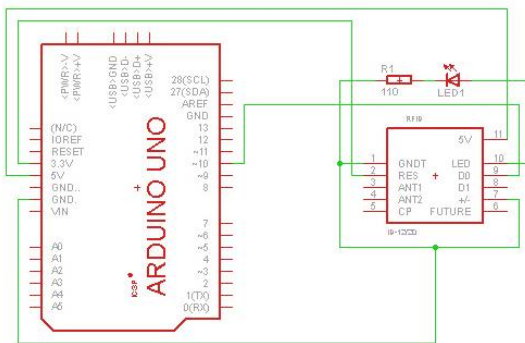 <PWR>-V
<PWR>+V
<USB>GND
<USB>D-
<USB>D+
<USB>+V
28(SCL)
27(SDA)
AREF
GND
(N/C)
13
IOREF
12
RESET
~11
3.3V
~10
5V
~9
GND..
8
GND.
VIN
7
~6
A0
~5
A1
4
A2
~3
A3
2
A4
1(TX)
A5
0(RX)
ICSP
ARDUINO UNO
R1
110
LED1
RFID
5V
11
1
GNDT
LED
10
2
RES
D0
9
3
ANT1
D1
8
4
ANT2
+/-
7
5
CP
FUTURE
6
ID-12/20